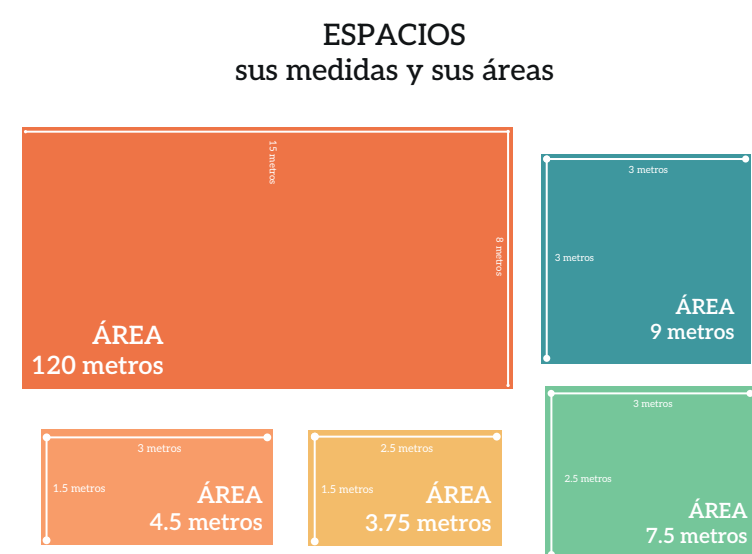 ESPACIOS
sus medidas y sus áreas
15 metros
8 metros
ÁREA
120 metros
3 metros
3 metros
ÁREA
9 metros
3 metros
1.5 metros
ÁREA
4.5 metros
2.5 metros
1.5 metros
ÁREA
3.75 metros
3 metros
2.5 metros
ÁREA
7.5 metros